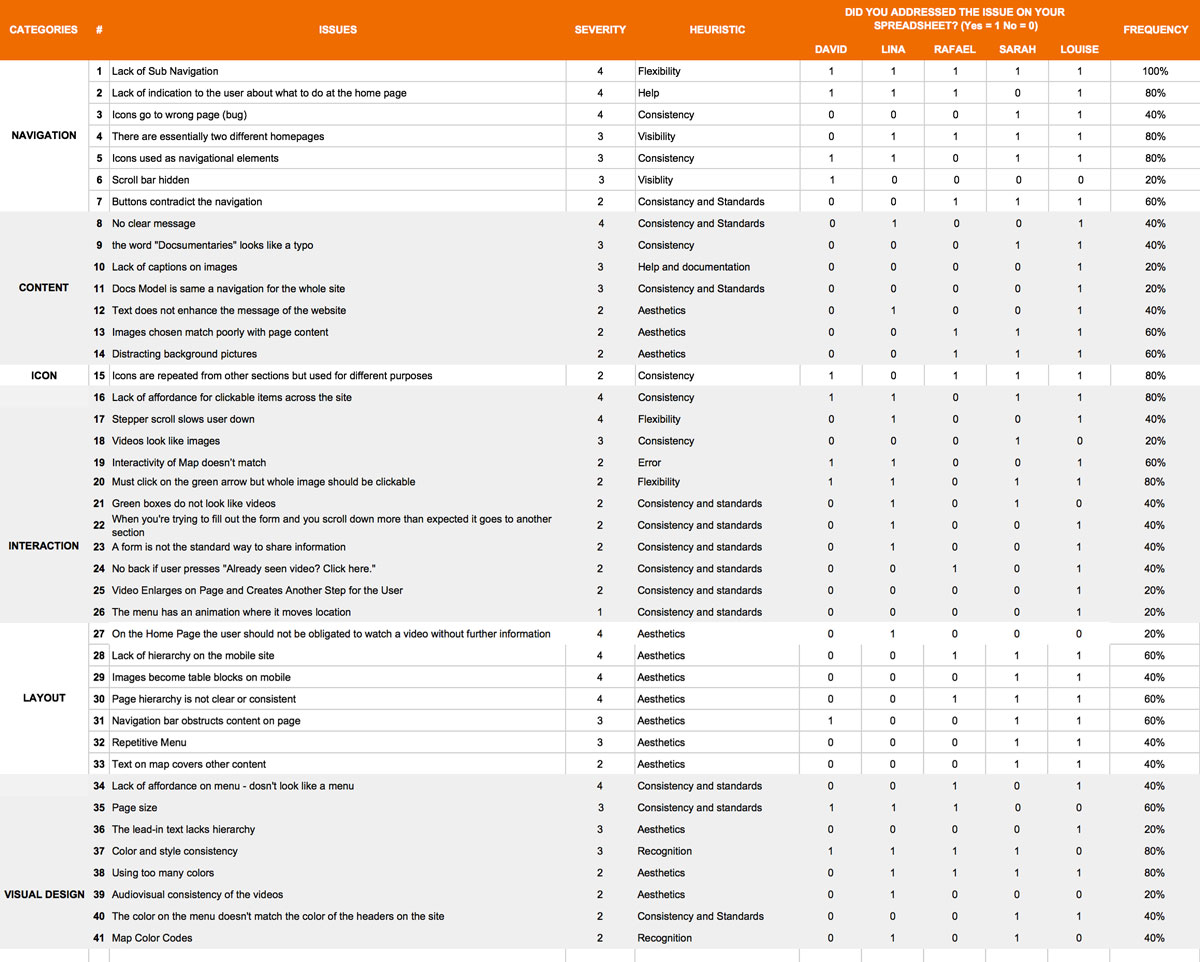 DID YOU ADDRESSED THE ISSUE ON YOUR
SPREADSHEET? (Yes = 1 No = 0)
CATEGORIES # ISSUES SEVERITY HEURISTIC FREQUENCY
DAVID LINA RAFAEL SARAH LOUISE
1 Lack of Sub Navigation 4 Flexibility 1 1 1 1 1 100%
2 Lack of indication to the user about what to do at the home page 4 Help 1 1 1 0 1 80%
3 Icons go to wrong page (bug) 4 Consistency 0 0 0 1 1 40%
NAVIGATION 4 There are essentially two different homepages 3 Visibility 0 1 1 1 1 80%
5 Icons used as navigational elements 3 Consistency 1 1 0 1 1 80%
6 Scroll bar hidden 3 Visiblity 1 0 0 0 0 20%
7 Buttons contradict the navigation 2 Consistancy and Standards 0 0 1 1 1 60%
8 No clear message 4 Consistency and Standards 0 1 0 0 1 40%
9 the word "Docsumentaries" looks like a typo 3 Consistency 0 0 0 1 1 40%
10 Lack of captions on images 3 Help and documentation 0 0 0 0 1 20%
CONTENT 11 Docs Model is same a navigation for the whole site 3 Consistency and Standards 0 0 0 0 1 20%
12 Text does not enhance the message of the website 2 Aesthetics 0 1 0 0 1 40%
13 Images chosen match poorly with page content 2 Aesthetics 0 0 1 1 1 60%
14 Distracting background pictures 2 Aesthetics 0 0 1 1 1 60%
ICON 15 Icons are repeated from other sections but used for different purposes 2 Consistency 1 0 1 1 1 80%
16 Lack of affordance for clickable items across the site 4 Consistency 1 1 0 1 1 80%
17 Stepper scroll slows user down 4 Flexibility 0 1 0 0 1 40%
18 Videos look like images 3 Consistency 0 0 0 1 0 20%
19 Interactivity of Map doesn't match 2 Error 1 1 0 0 1 60%
20 Must click on the green arrow but whole image should be clickable 2 Flexibility 1 1 0 1 1 80%
21 Green boxes do not look like videos 2 Consistency and standards 0 1 0 1 0 40%
22 When you're trying to fill out the form and you scroll down more than expected it goes to another
section 2 Consistency and standards 0 1 0 0 1 40%
INTERACTION 23 A form is not the standard way to share information 2 Consistency and standards 0 1 0 0 1 40%
24 No back if user presses "Already seen video? Click here." 2 Consistency and standards 0 0 1 0 1 40%
25 Video Enlarges on Page and Creates Another Step for the User 2 Consistency and standards 0 0 0 0 1 20%
26 The menu has an animation where it moves location 1 Consistency and standards 0 0 0 0 1 20%
27 On the Home Page the user should not be obligated to watch a video without further information 4 Aesthetics 0 1 0 0 0 20%
28 Lack of hierarchy on the mobile site 4 Aesthetics 0 0 1 1 1 60%
29 Images become table blocks on mobile 4 Aesthetics 0 0 0 1 1 40%
LAYOUT 30 Page hierarchy is not clear or consistent 4 Aesthetics 0 0 1 1 1 60%
31 Navigation bar obstructs content on page 3 Aesthetics 1 0 0 1 1 60%
32 Repetitive Menu 3 Aesthetics 0 0 0 1 1 40%
33 Text on map covers other content 2 Aesthetics 0 0 0 1 1 40%
34 Lack of affordance on menu - dosn't look like a menu 4 Consistency and standards 0 0 1 0 1 40%
35 Page size 3 Consistency and standards 1 1 1 0 0 60%
36 The lead-in text lacks hierarchy 3 Aesthetics 0 0 0 0 1 20%
37 Color and style consistency 3 Recognition 1 1 1 1 0 80%
38 Using too many colors 2 Aesthetics 0 1 1 1 1 80%
VISUAL DESIGN 39 Audiovisual consistency of the videos 2 Aesthetics 0 1 0 0 0 20%
40 The color on the menu doesn't match the color of the headers on the site 2 Consistency and Standards 0 0 0 1 1 40%
41 Map Color Codes 2 Recognition 0 1 0 1 0 40%